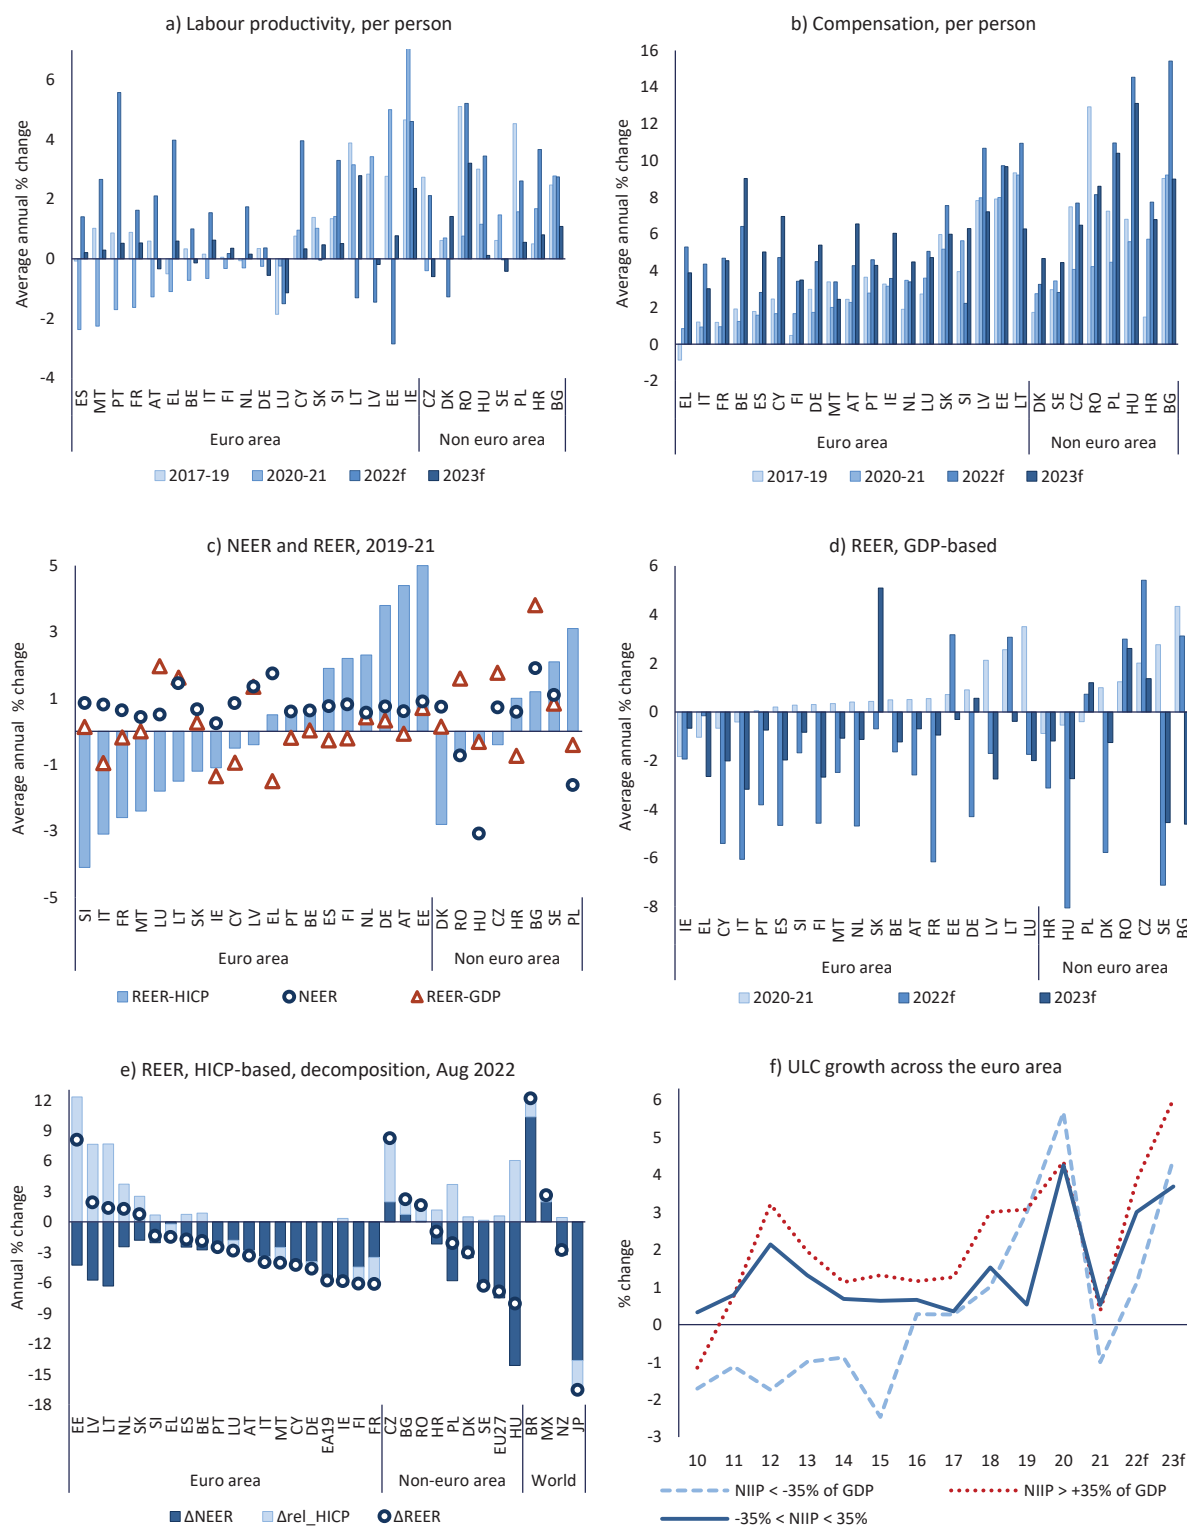 a) Labour productivity, per person
Average annual % change
6
4
2
0
-2
-4
ES MT PT FR AT EL BE IT FI NL DE LU CY SK SI LT LV EE IE CZ DK RO HU SE PL HR BG
Euro area Non euro area
2017-19 2020-21 2022f 2023f
b) Compensation, per person
Average annual % change
16
14
12
10
8
6
4
2
0
-2
EL IT FR BE ES CY FI DE MT AT PT IE NL LU SK SI LV EE LT DK SE CZ RO PL HU HR BG
Euro area Non euro area
2017-19 2020-21 2022f 2023f
c) NEER and REER, 2019-21
Average annual % change
5
3
1
-1
-3
-5
SI IT FR MT LU LT SK IE CY LV EL PT BE ES FI NL DE AT EE DK RO HU CZ HR BG SE PL
Euro area Non euro area
REER-HICP NEER REER-GDP
d) REER, GDP-based
Average annual % change
6
4
2
0
-2
-4
-6
-8
IE EL CY IT PT ES SI FI MT NL SK BE AT FR EE DE LV LT LU HR HU PL DK RO CZ SE BG
Euro area Non euro area
2020-21 2022f 2023f
e) REER, HICP-based, decomposition, Aug 2022
Annual % change
12
9
6
3
0
-3
-6
-9
-12
-15
-18
EE LV LT NL SK SI EL ES BE PT LU AT IT MT CY DE EA19 IE FI FR CZ BG RO HR PL DK SE EU27 HU BR MX NZ JP
Euro area Non-euro area World
ΔNEER Δrel_HICP ΔREER
f) ULC growth across the euro area
% change
6
5
4
3
2
1
0
-1
-2
-3
10 11 12 13 14 15 16 17 18 19 20 21 22f 23f
NIIP < -35% of GDP NIIP > +35% of GDP
-35% < NIIP < 35%